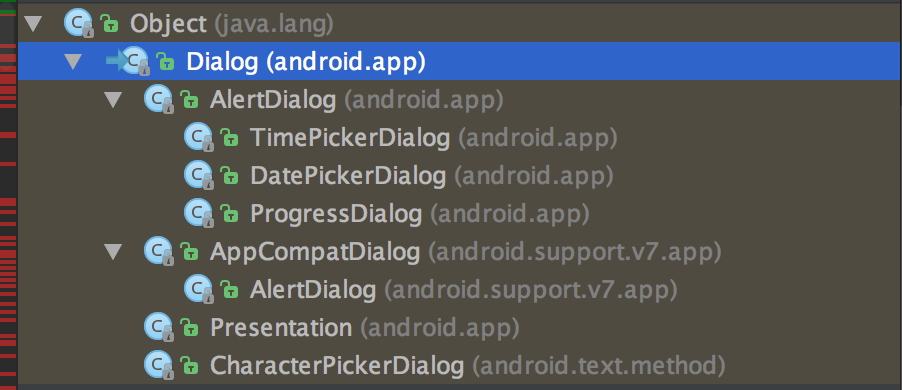 Object (java.lang)
Dialog (android.app)
AlertDialog (android.app)
TimePickerDialog (android.app)
DatePickerDialog (android.app)
ProgressDialog (android.app)
AppCompatDialog (android.support.v7.app)
AlertDialog (android.support.v7.app)
Presentation (android.app)
CharacterPickerDialog (android.text.method)